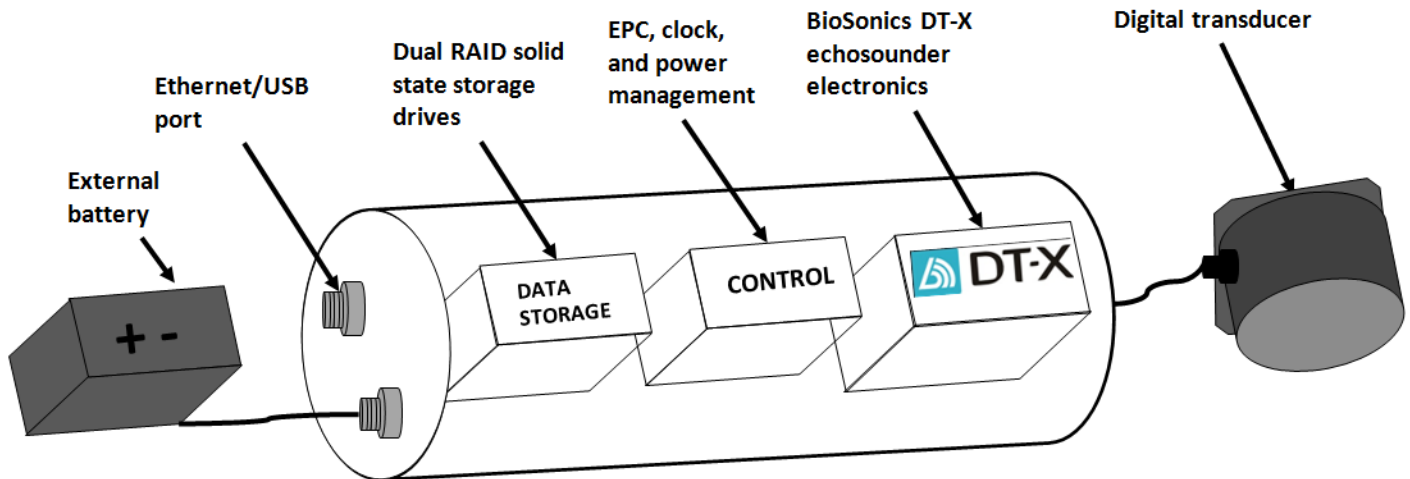 Digital transducer
BioSonics DT-X
echosounder
electronics
EPC, clock,
and power
management
Dual RAID solid
state storage
drives
Ethernet/USB
port
External
battery
+ -
DATA
STORAGE
CONTROL
DT-X